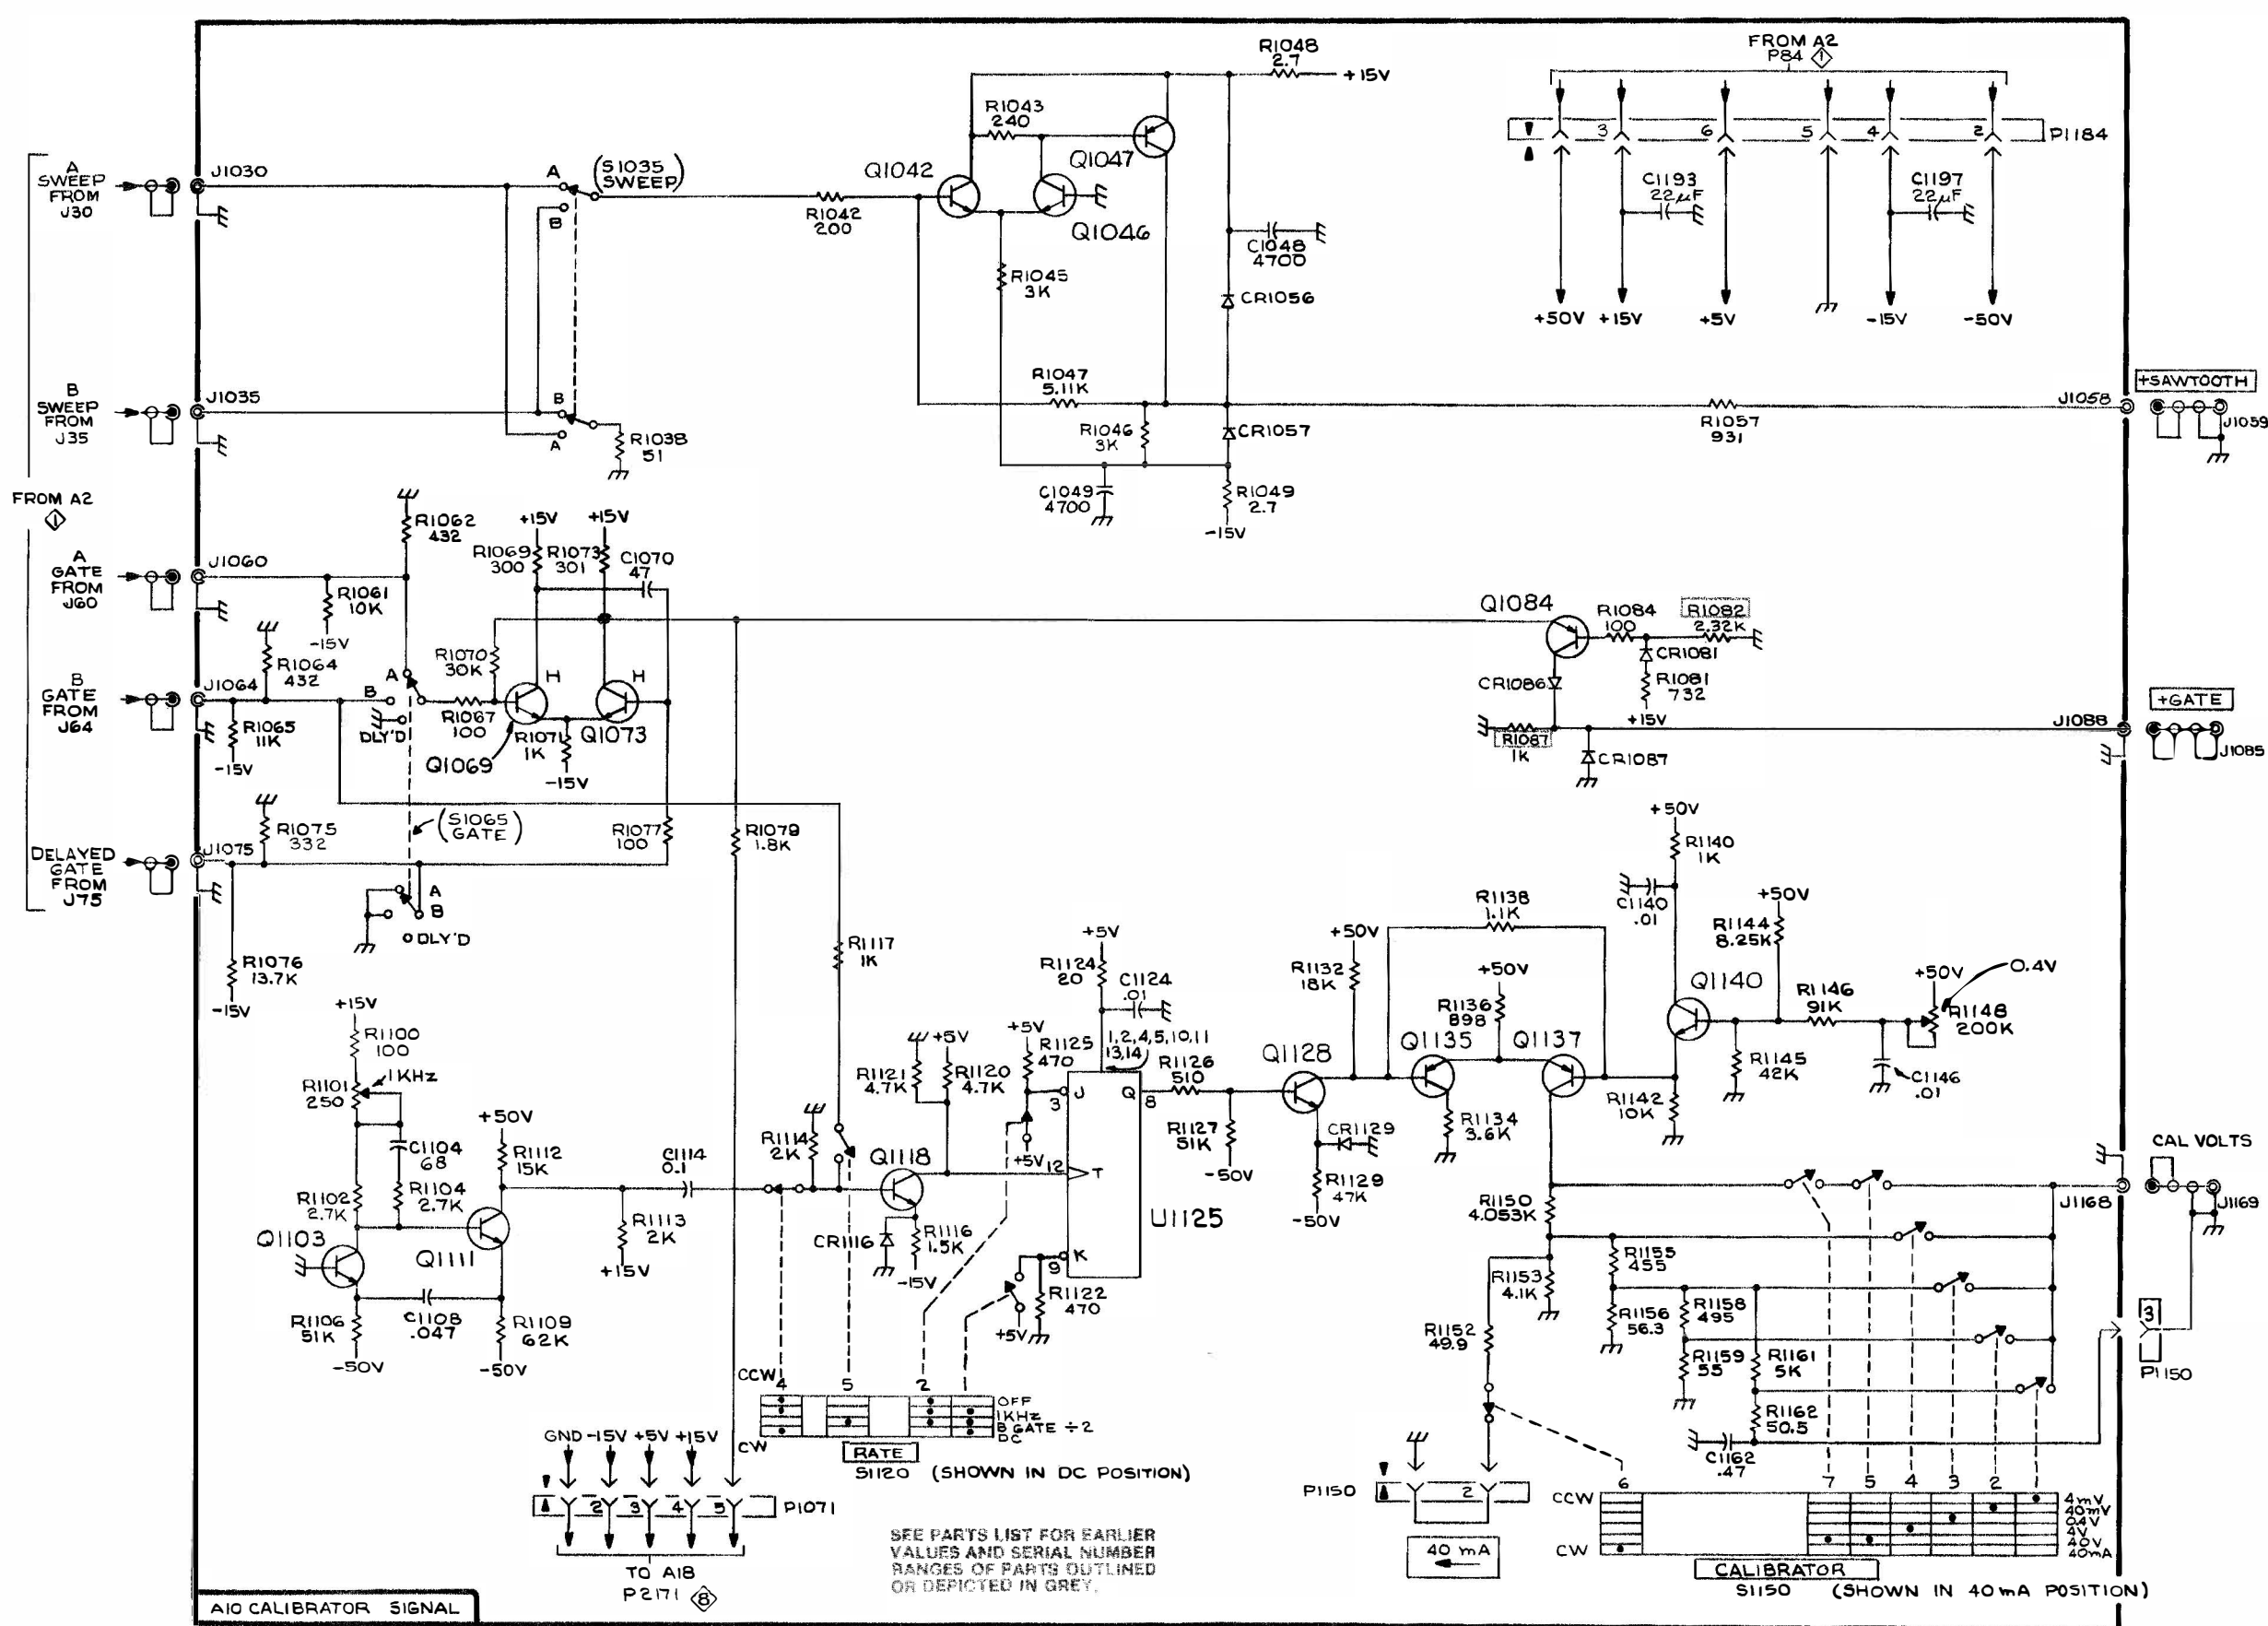 FROM A2
P84 1
P1184
3
6
5
4
2
C1193
22µF
C1197
22µF
+50V +15V
+5V
-15V
-50V
R1048
2.7
+15V
R1043
240
Q1042
Q1047
Q1046
R1042
200
R1045
3K
C1048
4700
CR1056
R1047
5.11K
R1046
3K
CR1057
C1049
4700
R1049
2.7
-15V
R1057
931
J1058
+SAWTOOTH
J1059
A
SWEEP
FROM
J30
J1030
A
B
(S1035
SWEEP)
B
SWEEP
FROM
J35
J1035
B
A
R1038
51
FROM A2
1
A
GATE
FROM
J60
J1060
R1061
10K
-15V
R1062
432
+15V
+15V
R1069
300
R1073
301
C1070
47
R1064
432
R1070
30K
H
H
B
GATE
FROM
J64
J1064
R1065
11K
-15V
A
B
DLY'D
R1067
100
R1071
1K
-15V
Q1069
Q1073
(S1065
GATE)
R1077
100
R1079
1.8K
DELAYED
GATE
FROM
J75
J1075
R1075
332
R1076
13.7K
-15V
A
B
DLY'D
Q1084
R1084
100
R1082
2.32K
CR1081
R1081
732
+15V
CR1086
R1087
1K
CR1087
J1088
+GATE
J1085
+15V
R1100
100
R1101
250
1KHz
C1104
68
R1104
2.7K
R1102
2.7K
Q1103
Q1111
+50V
R1112
15K
R1106
51K
-50V
C1108
.047
R1109
62K
-50V
R1113
2K
+15V
C1114
0.1
R1114
2K
R1117
1K
Q1118
CR1116
R1116
1.5K
-15V
+5V
R1121
4.7K
R1120
4.7K
+5V
R1124
20
C1124
.01
+5V
R1125
470
1,2,4,5,10,11
13,14
J
3
+5V
12
T
Q
8
K
9
U1125
R1122
470
+5V
R1126
510
R1127
51K
-50V
Q1128
CR1129
R1129
47K
-50V
+50V
R1132
18K
R1138
1.1K
+50V
R1136
898
Q1135
Q1137
R1134
3.6K
+50V
R1140
1K
C1140
.01
Q1140
R1142
10K
+50V
R1144
8.25K
R1145
42K
R1146
91K
C1146
.01
+50V
0.4V
R1148
200K
R1150
4.053K
R1153
4.1K
R1152
49.9
R1155
455
R1156
56.3
R1158
495
R1159
55
R1161
5K
R1162
50.5
C1162
.47
CAL VOLTS
J1168
J1169
3
P1150
CCW
4
5
2
OFF
1KHz
B GATE ÷2
DC
CW
RATE
S1120 (SHOWN IN DC POSITION)
GND -15V +5V +15V
2
3
4
5
P1071
TO A18
P2171 8
SEE PARTS LIST FOR EARLIER
VALUES AND SERIAL NUMBER
RANGES OF PARTS OUTLINED
OR DEPICTED IN GREY.
P1150
2
40 mA
6
7
5
4
3
2
CCW
CW
4mV
40mV
0.4V
4V
40V
40mA
CALIBRATOR
S1150 (SHOWN IN 40mA POSITION)
A10 CALIBRATOR SIGNAL